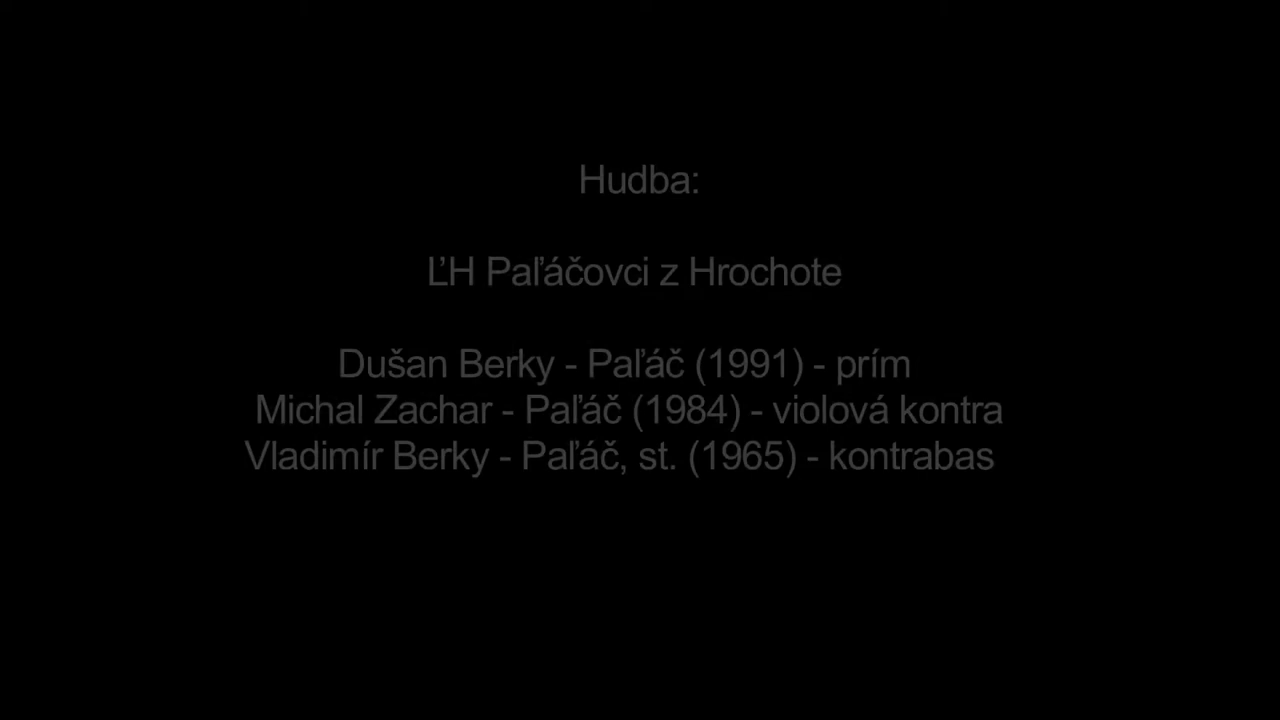 Hudba:
ĽH Paľáčovci z Hrochote
Dušan Berky - Paľáč (1991) - prím
Michal Zachar - Paľáč (1984) - violová kontra
Vladimír Berky - Paľáč, st. (1965) - kontrabas